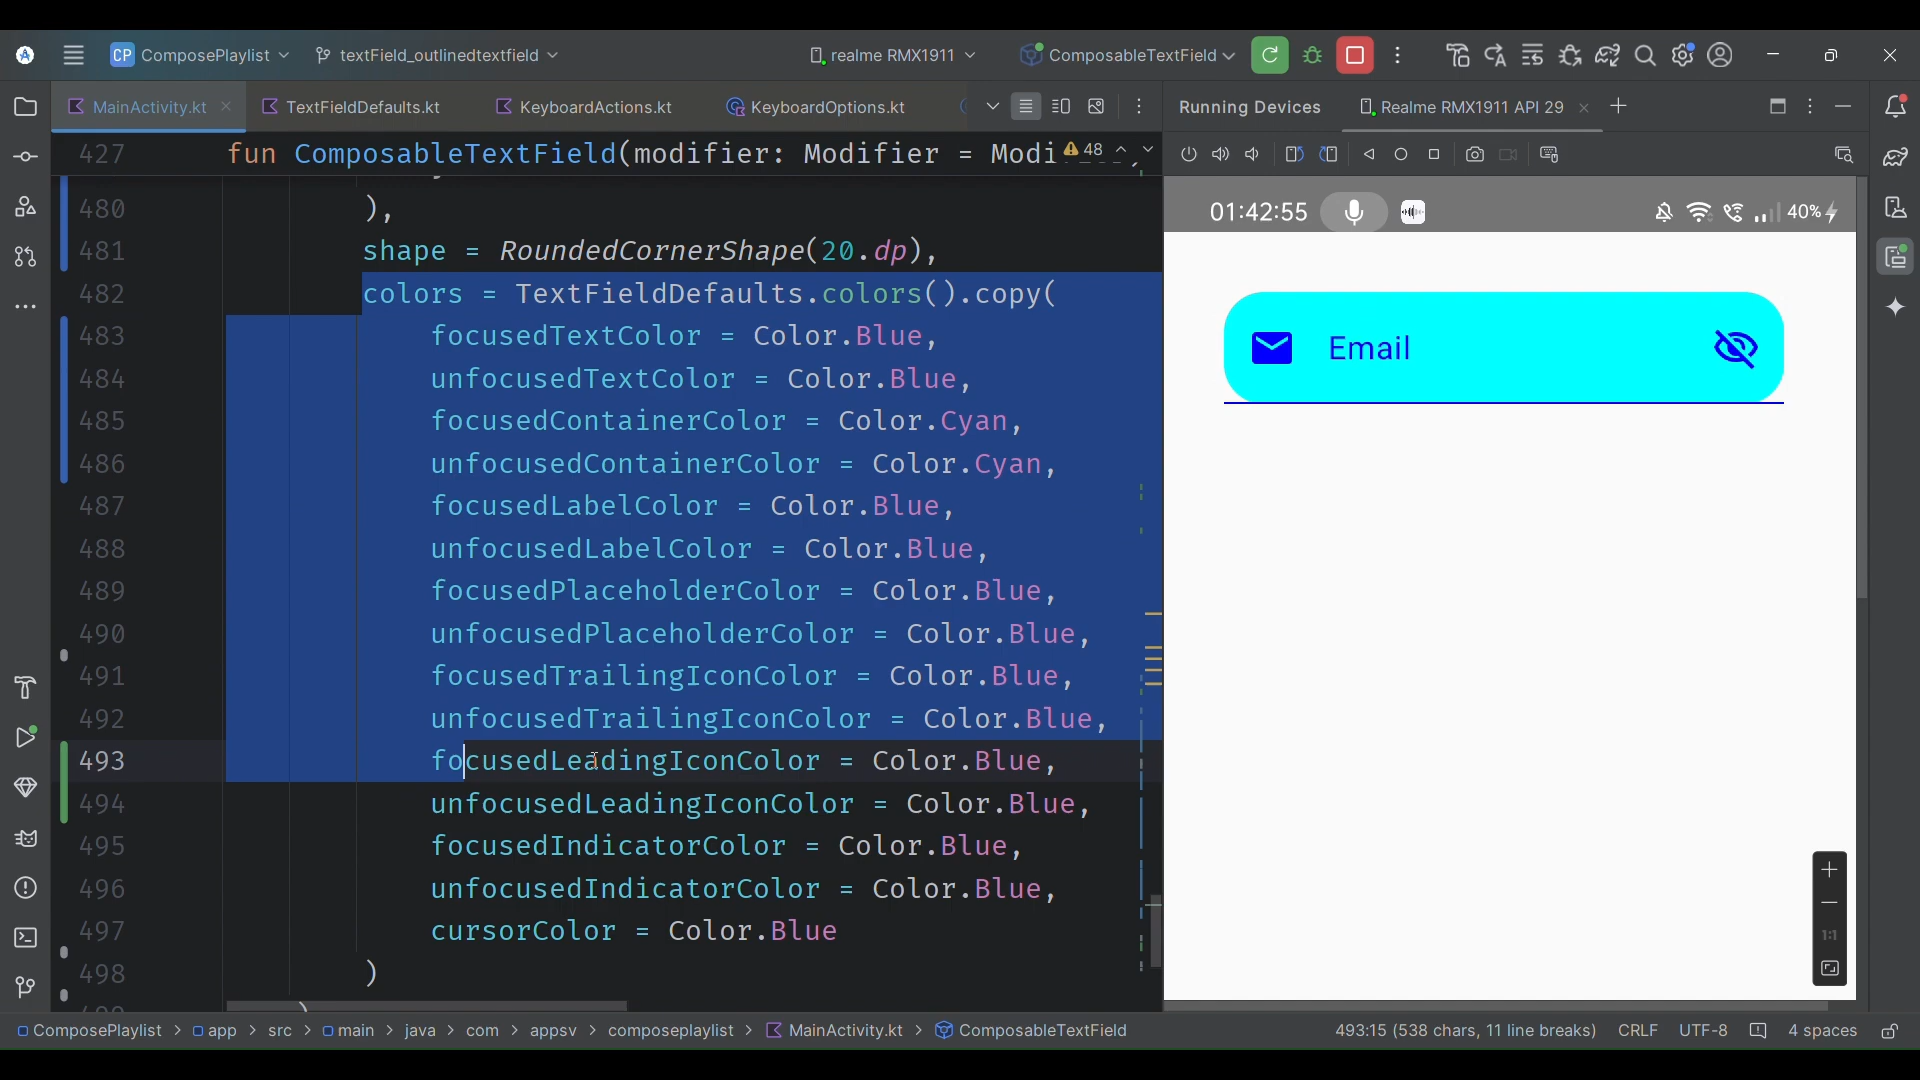 CP ComposePlaylist textField_outlinedtextfield realme RMX1911 ComposableTextField
MainActivity.kt TextFieldDefaults.kt KeyboardActions.kt KeyboardOptions.kt Running Devices Realme RMX1911 API 29
427 fun ComposableTextField(modifier: Modifier = Modi 48
01:42:55 40%
480 ),
481 shape = RoundedCornerShape(20.dp),
482 colors = TextFieldDefaults.colors().copy(
483 focusedTextColor = Color.Blue,
484 unfocusedTextColor = Color.Blue,
485 focusedContainerColor = Color.Cyan,
486 unfocusedContainerColor = Color.Cyan,
487 focusedLabelColor = Color.Blue,
488 unfocusedLabelColor = Color.Blue,
489 focusedPlaceholderColor = Color.Blue,
490 unfocusedPlaceholderColor = Color.Blue,
491 focusedTrailingIconColor = Color.Blue,
492 unfocusedTrailingIconColor = Color.Blue,
493 focusedLeadingIconColor = Color.Blue,
494 unfocusedLeadingIconColor = Color.Blue,
495 focusedIndicatorColor = Color.Blue,
496 unfocusedIndicatorColor = Color.Blue,
497 cursorColor = Color.Blue
498 )
Email
1:1
ComposePlaylist > app > src > main > java > com > appsv > composeplaylist > MainActivity.kt > ComposableTextField 493:15 (538 chars, 11 line breaks) CRLF UTF-8 4 spaces